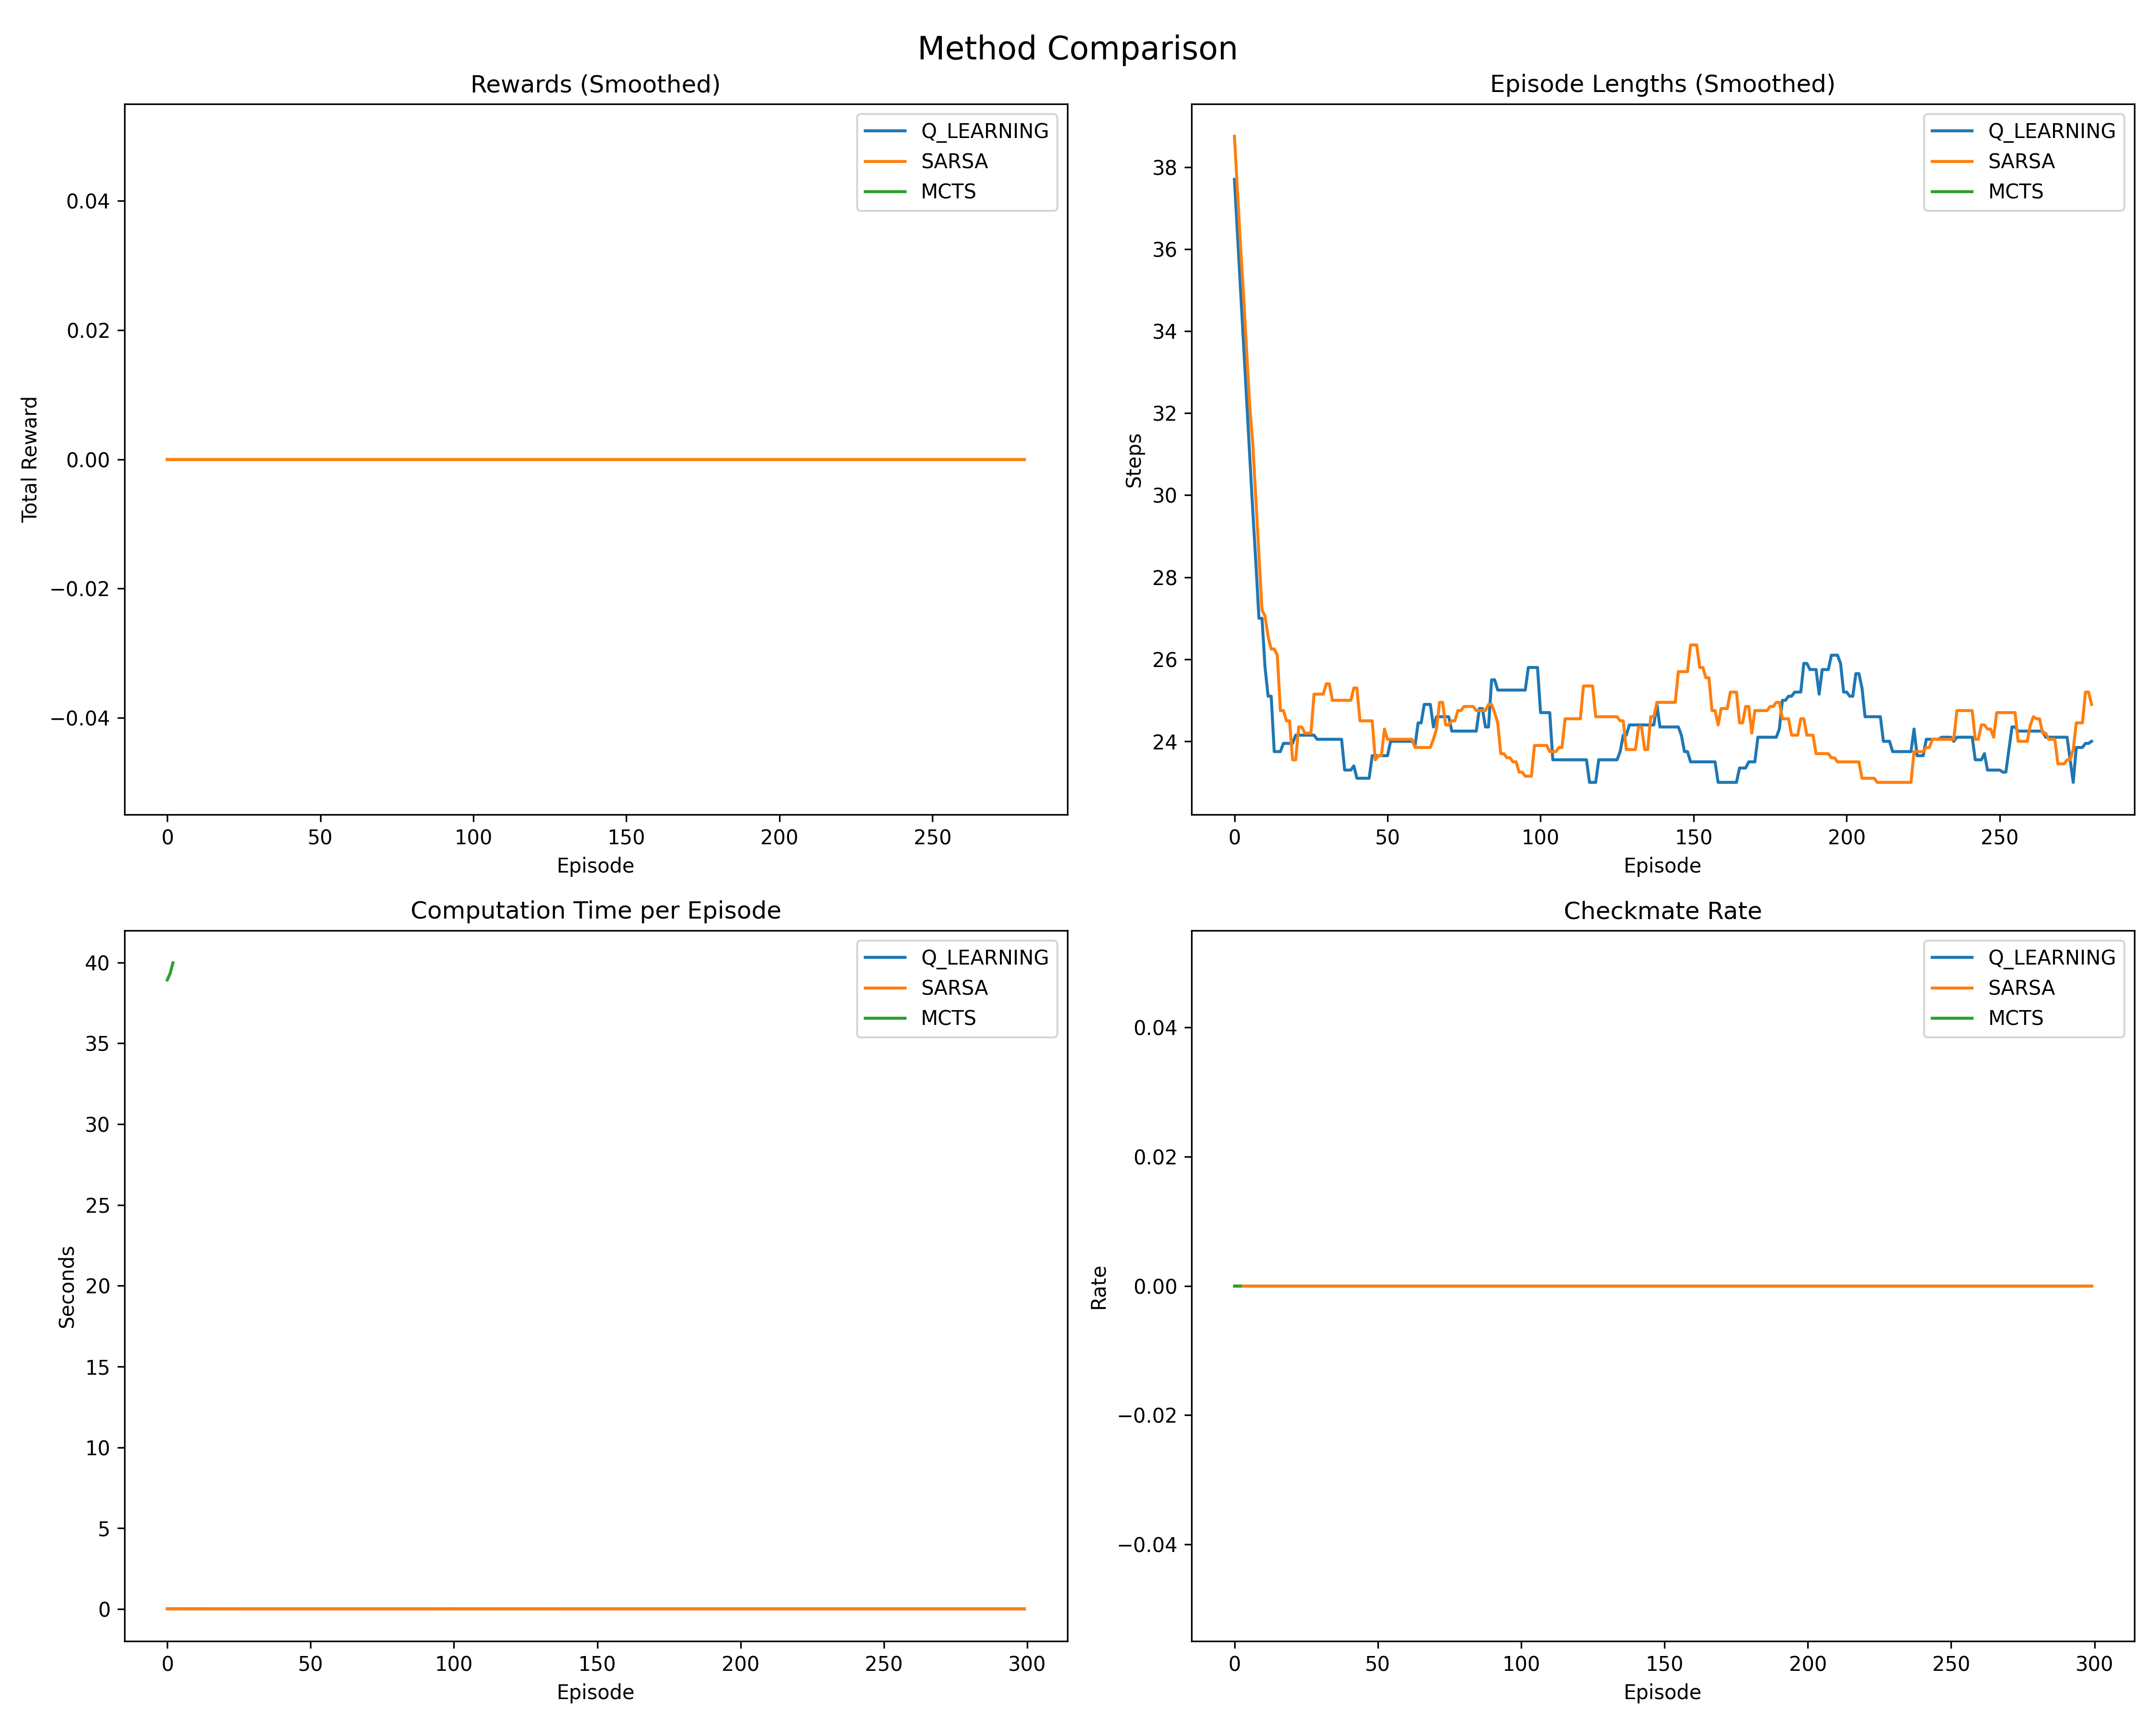 Method Comparison
Rewards (Smoothed)
Q_LEARNING
SARSA
MCTS
0.04
0.02
0.00
−0.02
−0.04
Total Reward
0 50 100 150 200 250
Episode
Episode Lengths (Smoothed)
Q_LEARNING
SARSA
MCTS
38
36
34
32
30
28
26
24
Steps
0 50 100 150 200 250
Episode
Computation Time per Episode
Q_LEARNING
SARSA
MCTS
40
35
30
25
20
15
10
5
0
Seconds
0 50 100 150 200 250 300
Episode
Checkmate Rate
Q_LEARNING
SARSA
MCTS
0.04
0.02
0.00
−0.02
−0.04
Rate
0 50 100 150 200 250 300
Episode